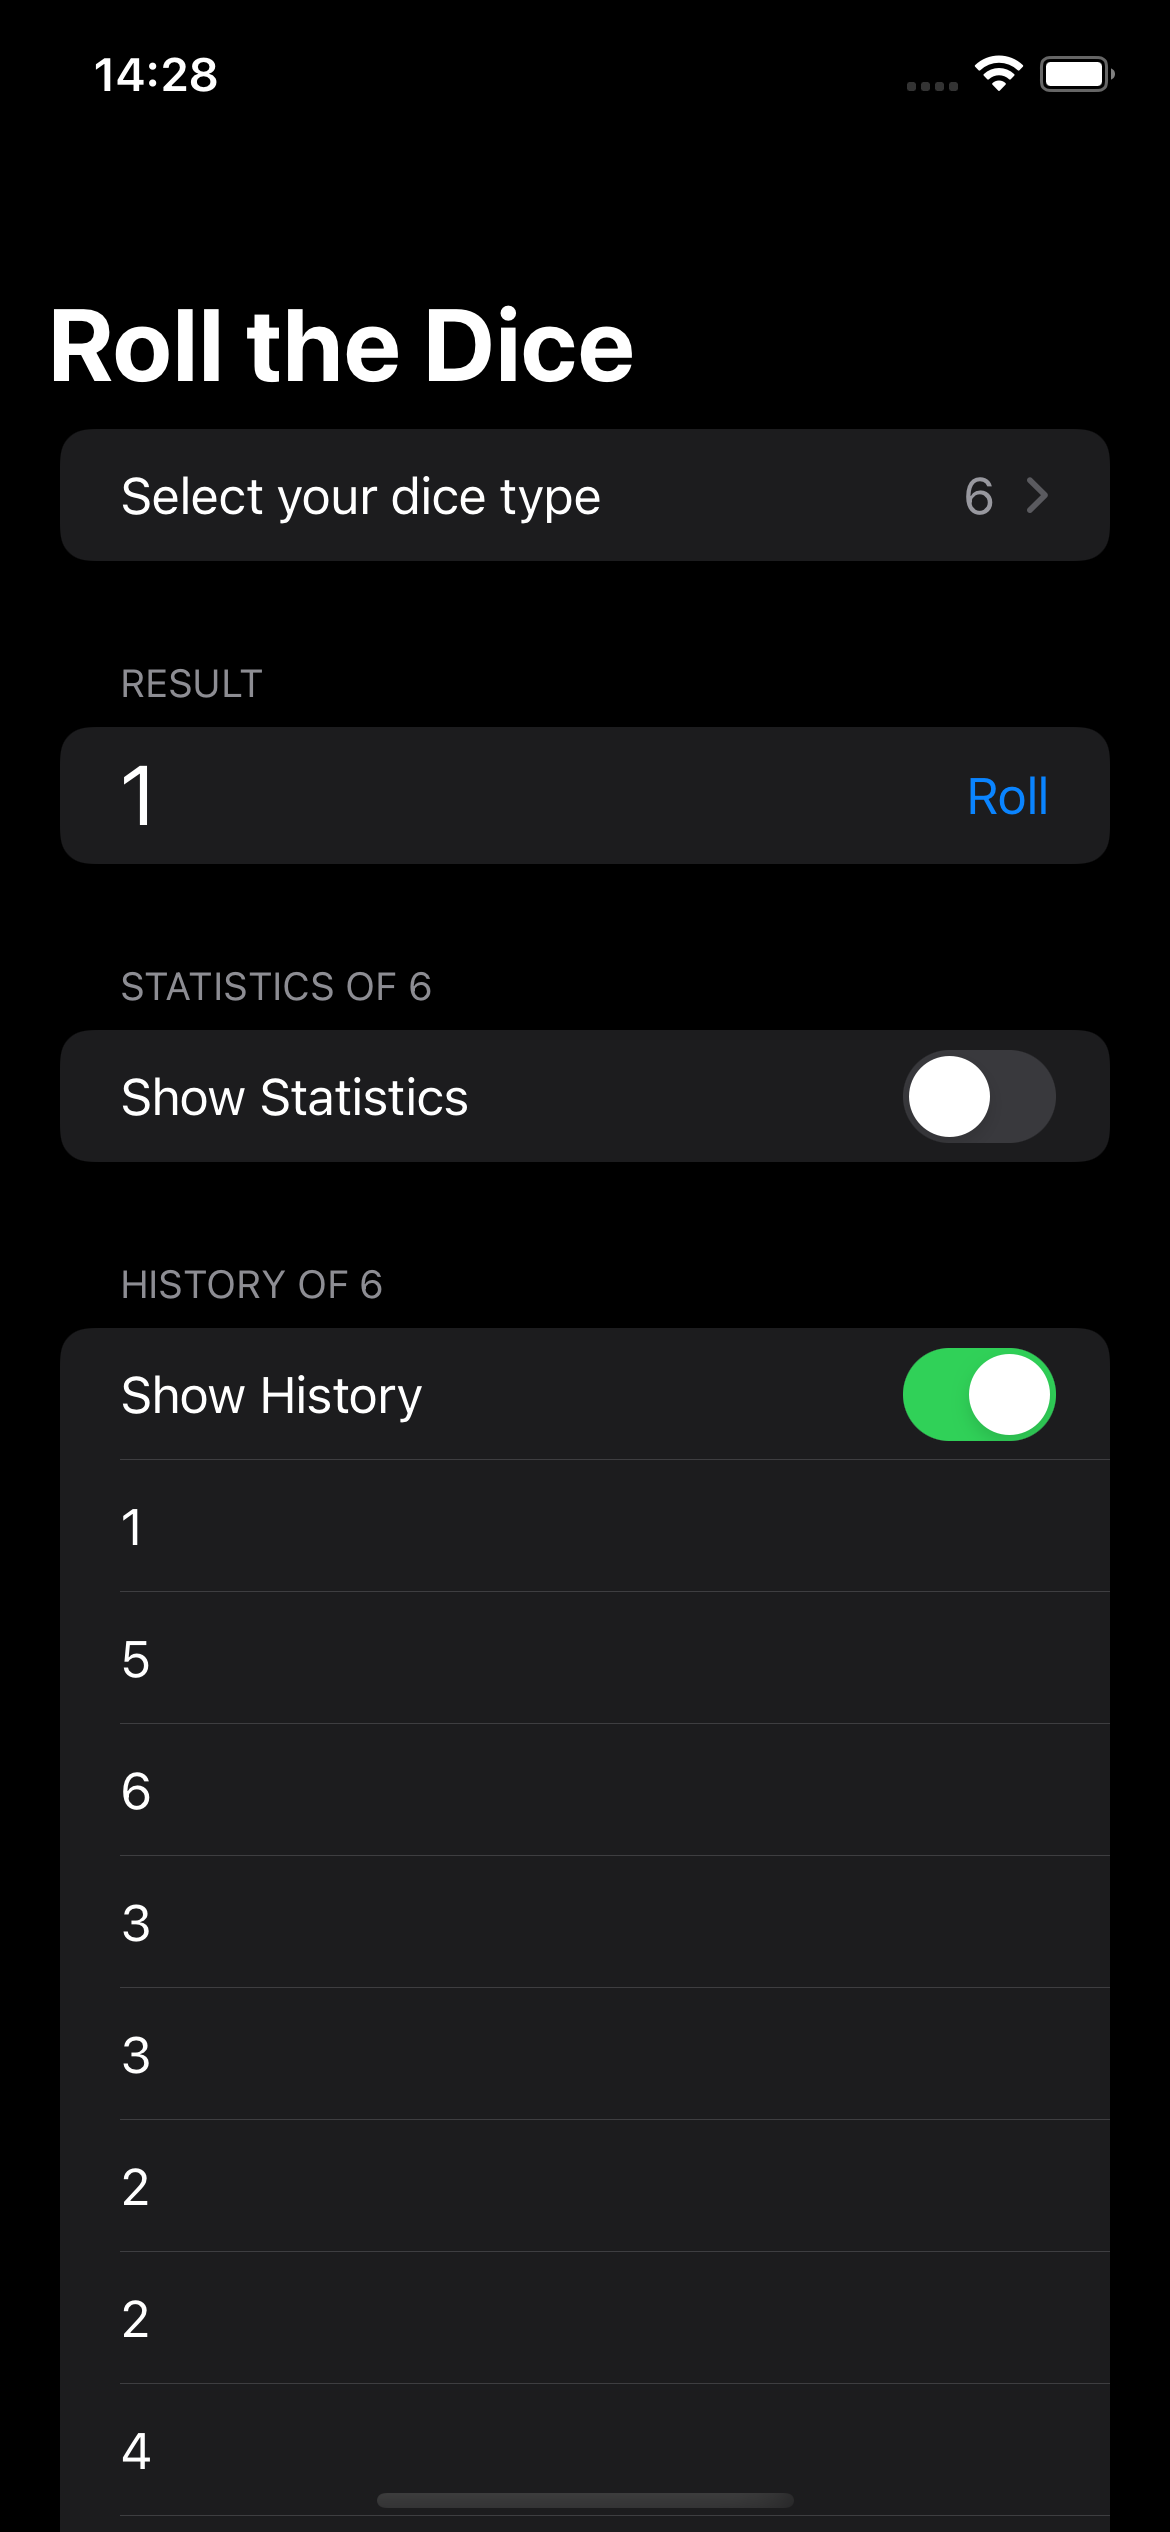 14:28
Roll the Dice
Select your dice type 6
RESULT
1 Roll
STATISTICS OF 6
Show Statistics
HISTORY OF 6
Show History
1
5
6
3
3
2
2
4